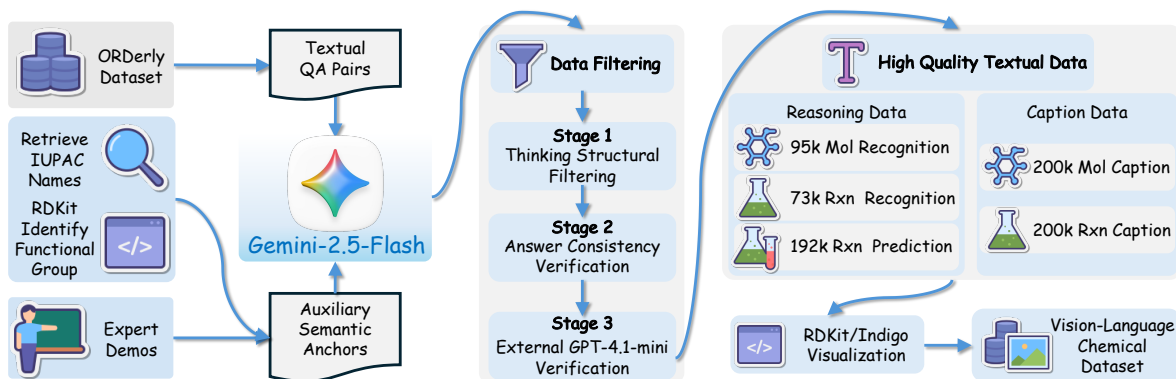 ORDerly
Dataset
Textual
QA Pairs
Retrieve
IUPAC
Names
RDKit
Identify
Functional
Group
</>
Expert
Demos
Gemini-2.5-Flash
Auxiliary
Semantic
Anchors
Data Filtering
Stage 1
Thinking Structural
Filtering
Stage 2
Answer Consistency
Verification
Stage 3
External GPT-4.1-mini
Verification
T High Quality Textual Data
Reasoning Data
95k Mol Recognition
73k Rxn Recognition
192k Rxn Prediction
Caption Data
200k Mol Caption
200k Rxn Caption
</>
RDKit/Indigo
Visualization
Vision-Language
Chemical
Dataset